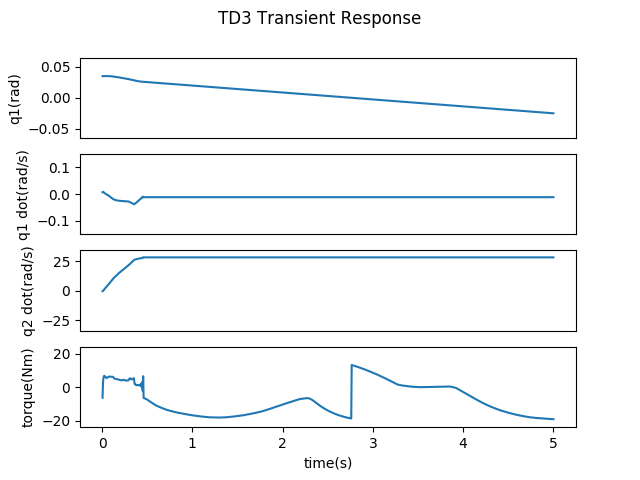 TD3 Transient Response
q1(rad)
0.05
0.00
−0.05
q1 dot(rad/s)
0.1
0.0
−0.1
q2 dot(rad/s)
25
0
−25
torque(Nm)
20
0
−20
0 1 2 3 4 5
time(s)